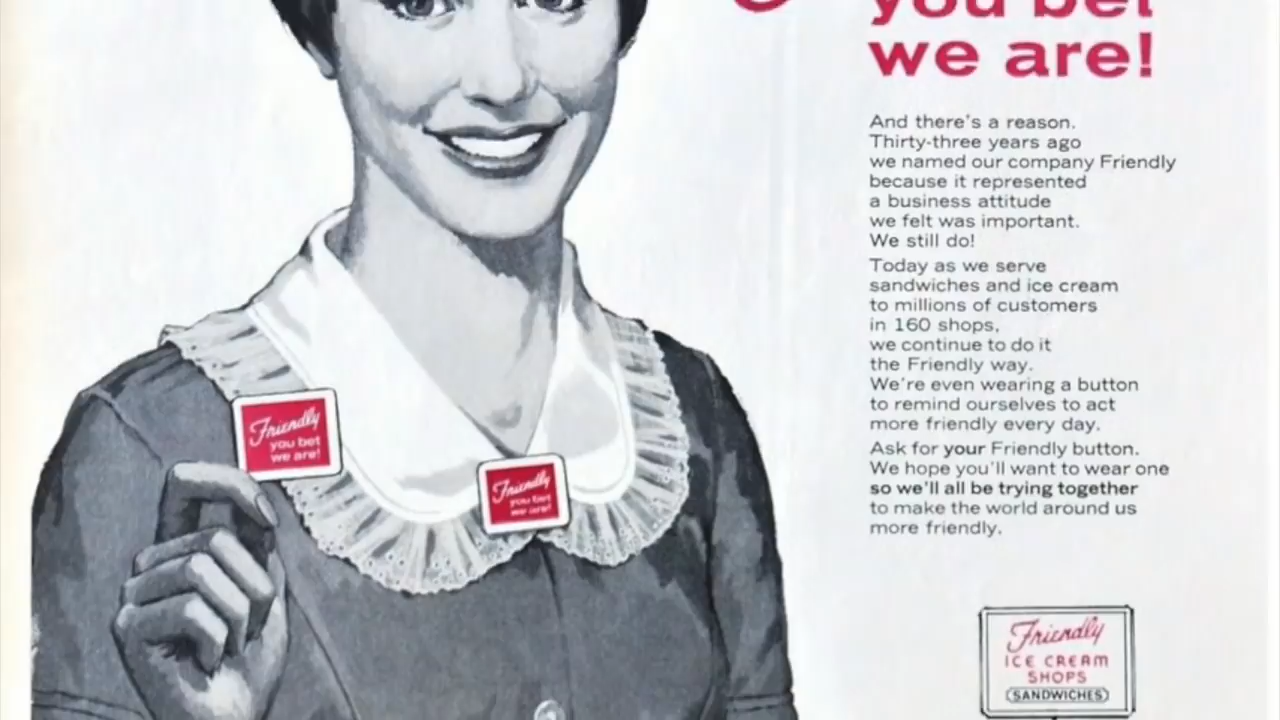 you bet
we are!
And there's a reason.
Thirty-three years ago
we named our company Friendly
because it represented
a business attitude
we felt was important.
We still do!
Today as we serve
sandwiches and ice cream
to millions of customers
in 160 shops,
we continue to do it
the Friendly way.
We're even wearing a button
to remind ourselves to act
more friendly every day.
Ask for your Friendly button.
We hope you'll want to wear one
so we'll all be trying together
to make the world around us
more friendly.
Friendly
you bet
we are!
Friendly
you bet
we are!
Friendly
ICE CREAM
SHOPS
SANDWICHES